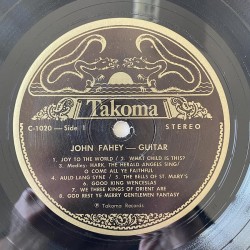 Takoma
C-1020 — Side 1
STEREO
JOHN FAHEY — GUITAR
1. JOY TO THE WORLD / 2. WHAT CHILD IS THIS?
3. Medley: HARK, THE HERALD ANGELS SING/
O COME ALL YE FAITHFUL
4. AULD LANG SYNE / 5. THE BELLS OF ST. MARY'S
6. GOOD KING WENCESLAS
7. WE THREE KINGS OF ORIENT ARE
8. GOD REST YE MERRY GENTLEMEN FANTASY
Takoma Records